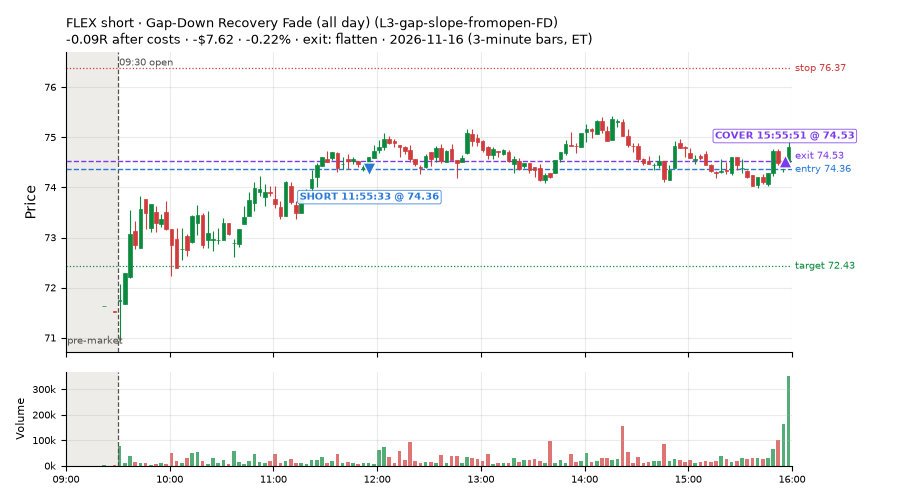 FLEX short · Gap-Down Recovery Fade (all day) (L3-gap-slope-fromopen-FD)
-0.09R after costs · -$7.62 · -0.22% · exit: flatten · 2026-11-16 (3-minute bars, ET)
09:30 open
stop 76.37
76
COVER 15:55:51 @ 74.53
75
exit 74.53
entry 74.36
SHORT 11:55:33 @ 74.36
74
Price
73
target 72.43
72
71
pre-market
300k
200k
100k
0k
Volume
09:00
10:00
11:00
12:00
13:00
14:00
15:00
16:00